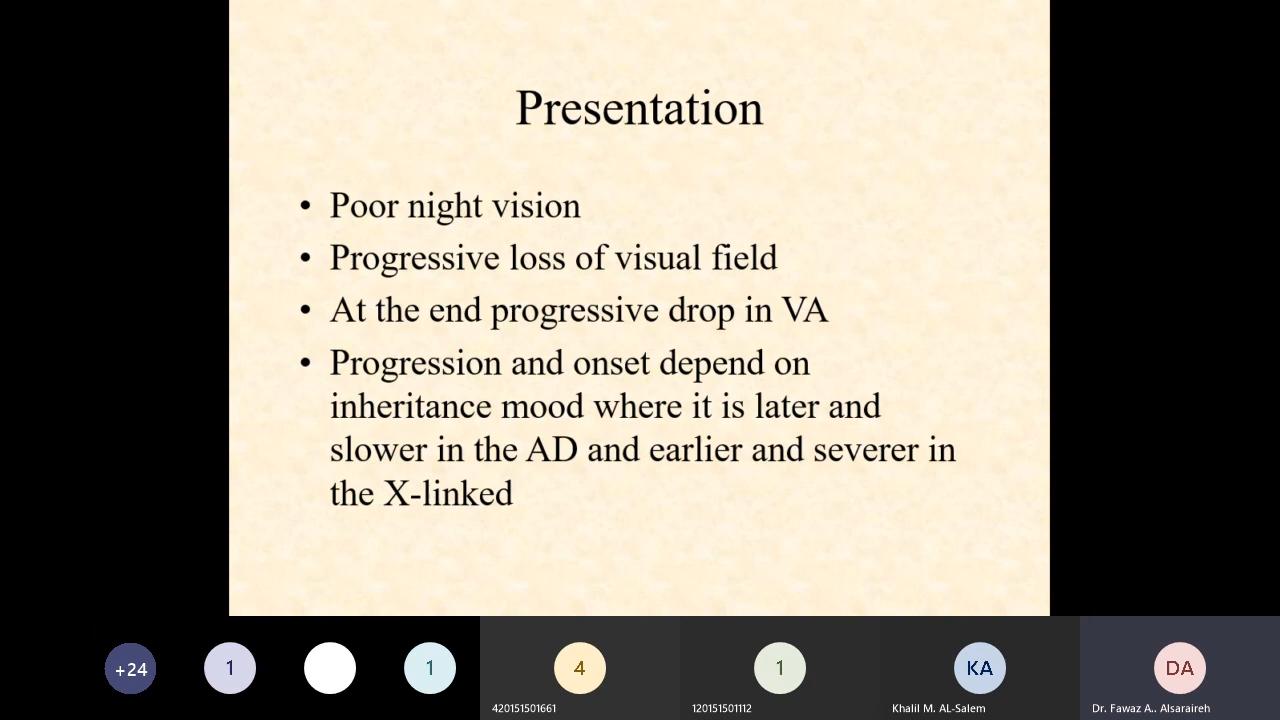 Presentation
• Poor night vision
• Progressive loss of visual field
• At the end progressive drop in VA
• Progression and onset depend on
inheritance mood where it is later and
slower in the AD and earlier and severer in
the X-linked
+24
1
1
4
1
KA
DA
420151501661
120151501112
Khalil M. AL-Salem
Dr. Fawaz A.. Alsaraireh